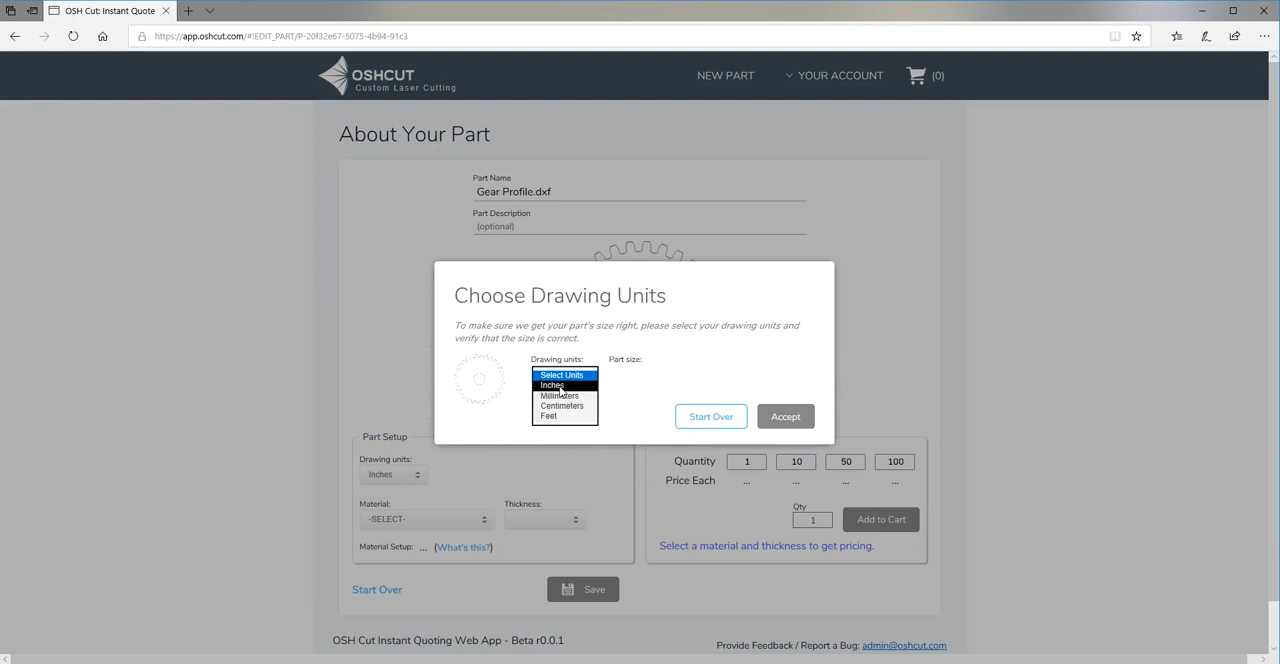 OSH Cut: Instant Quote
https://app.oshcut.com/#!EDIT_PART/P-20f32e67-5075-4b94-91c3
OSHCUT
Custom Laser Cutting
NEW PART
YOUR ACCOUNT
(0)
About Your Part
Part Name
Gear Profile.dxf
Part Description
(optional)
Choose Drawing Units
To make sure we get your part's size right, please select your drawing units and
verify that the size is correct.
Drawing units:
Part size:
Select Units
Inches
Millimeters
Centimeters
Feet
Start Over
Accept
Part Setup
Drawing units:
Inches
Material:
Thickness:
-SELECT-
Material Setup: ... (What's this?)
Quantity 1 10 50 100
Price Each ... ... ... ...
Qty
1
Add to Cart
Select a material and thickness to get pricing.
Start Over
Save
OSH Cut Instant Quoting Web App - Beta r0.0.1
Provide Feedback / Report a Bug: admin@oshcut.com